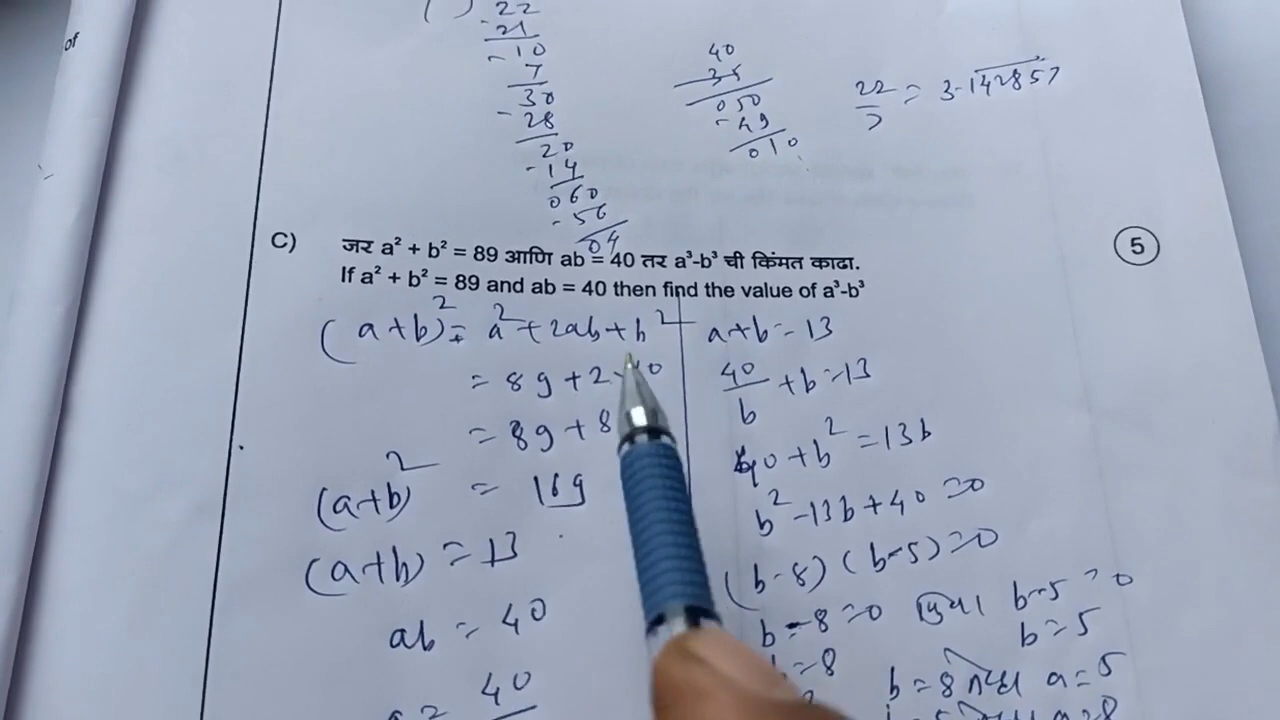 of
22
- 21
- 10
7
30
- 28
20
- 14
060
- 56
04
40
35
050
- 49
010
22/7 = 3.142857
C) जर a² + b² = 89 आणि ab = 40 तर a³-b³ ची किंमत काढा. 5
If a² + b² = 89 and ab = 40 then find the value of a³-b³
(a+b)² = a² + 2ab + b²
= 89 + 2
= 89 + 8
(a+b)² = 169
(a+b) = 13
ab = 40
40
a+b = 13
40/b + b = 13
40 + b² = 13b
b² - 13b + 40 = 0
(b-8) (b-5) = 0
b - 8 = 0 किंवा b-5 = 0
= 8 b = 5
b = 8 तेव्हा a = 5